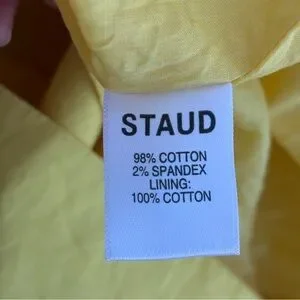 STAUD
98% COTTON
2% SPANDEX
LINING:
100% COTTON